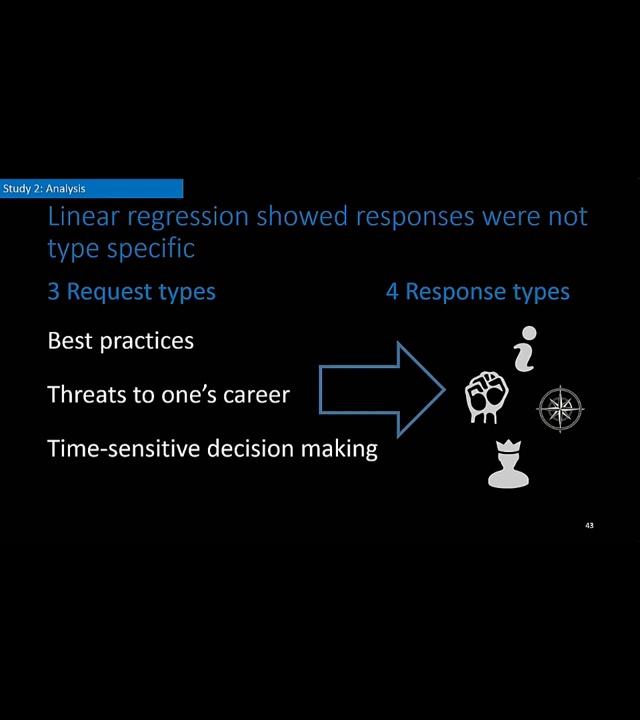 Study 2: Analysis
Linear regression showed responses were not
type specific
3 Request types
4 Response types
Best practices
Threats to one’s career
Time-sensitive decision making
43